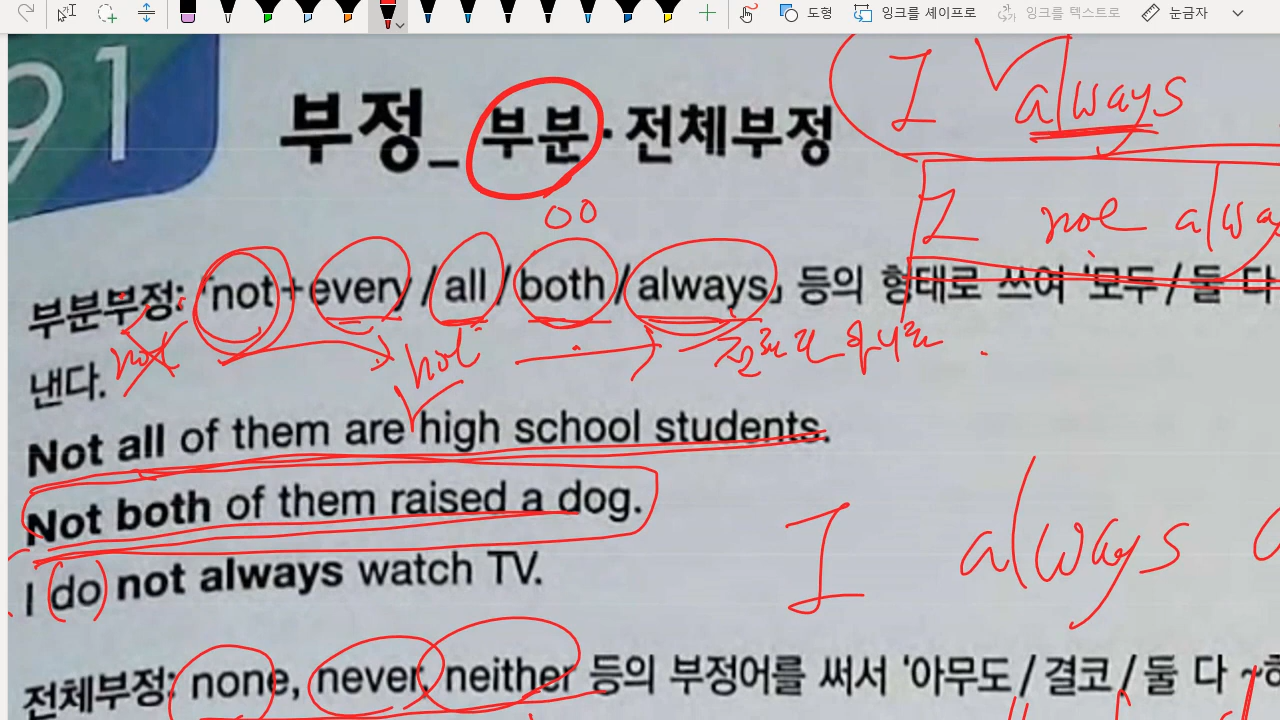 도형 잉크를 셰이프로 잉크를 텍스트로 눈금자
91
부정_ 부분·전체부정
I always
I not alwa
부분부정: 「not+every/all/both/always」 등의 형태로 쓰여 '모두/둘 다
not
not
낸다.
Not all of them are high school students.
Not both of them raised a dog.
I always
I do not always watch TV.
전체부정: none, never, neither 등의 부정어를 써서 '아무도/결코/둘 다 ~하